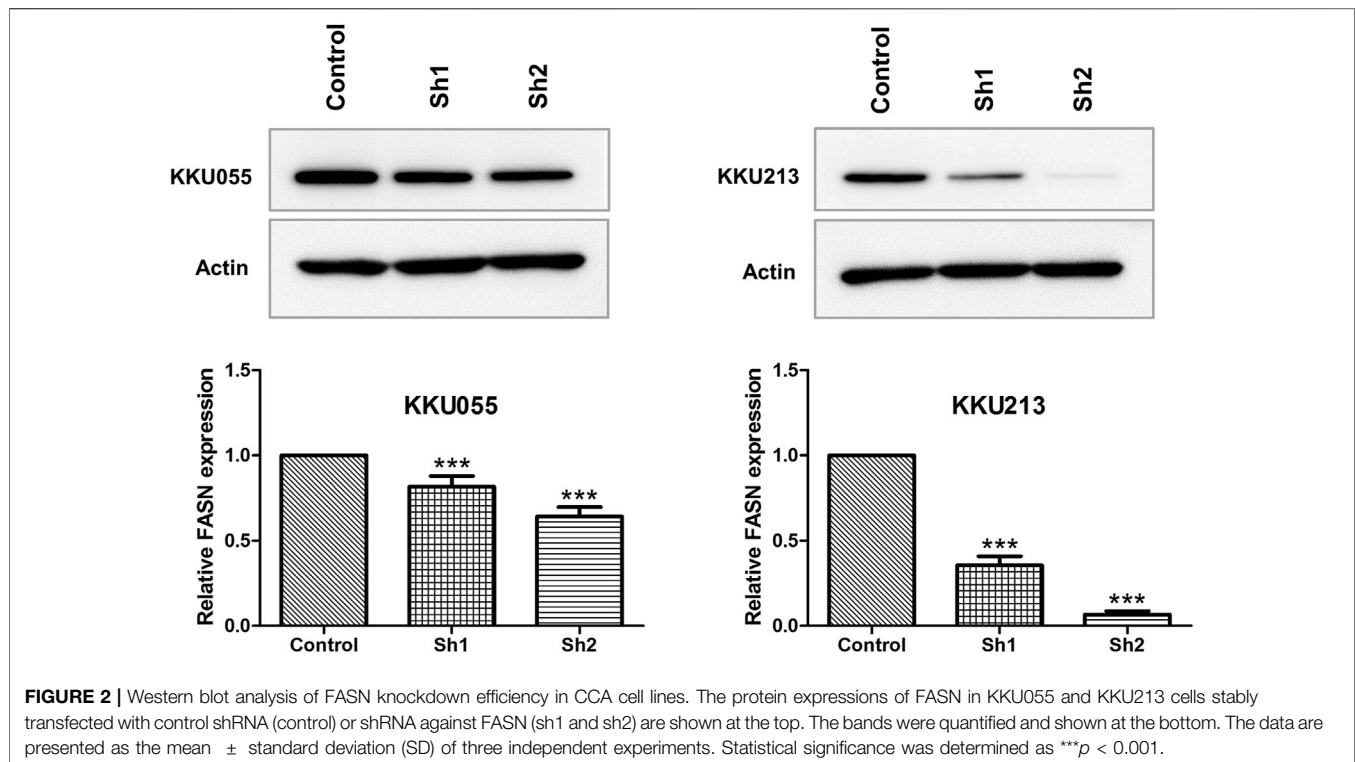 Control Sh1 Sh2
KKU055
Actin
Control Sh1 Sh2
KKU213
Actin
KKU055
Relative FASN expression
1.5
1.0
0.5
0.0
***
***
Control Sh1 Sh2
KKU213
Relative FASN expression
1.5
1.0
0.5
0.0
***
***
Control Sh1 Sh2
FIGURE 2 | Western blot analysis of FASN knockdown efficiency in CCA cell lines. The protein expressions of FASN in KKU055 and KKU213 cells stably
transfected with control shRNA (control) or shRNA against FASN (sh1 and sh2) are shown at the top. The bands were quantified and shown at the bottom. The data are
presented as the mean ± standard deviation (SD) of three independent experiments. Statistical significance was determined as ***p < 0.001.